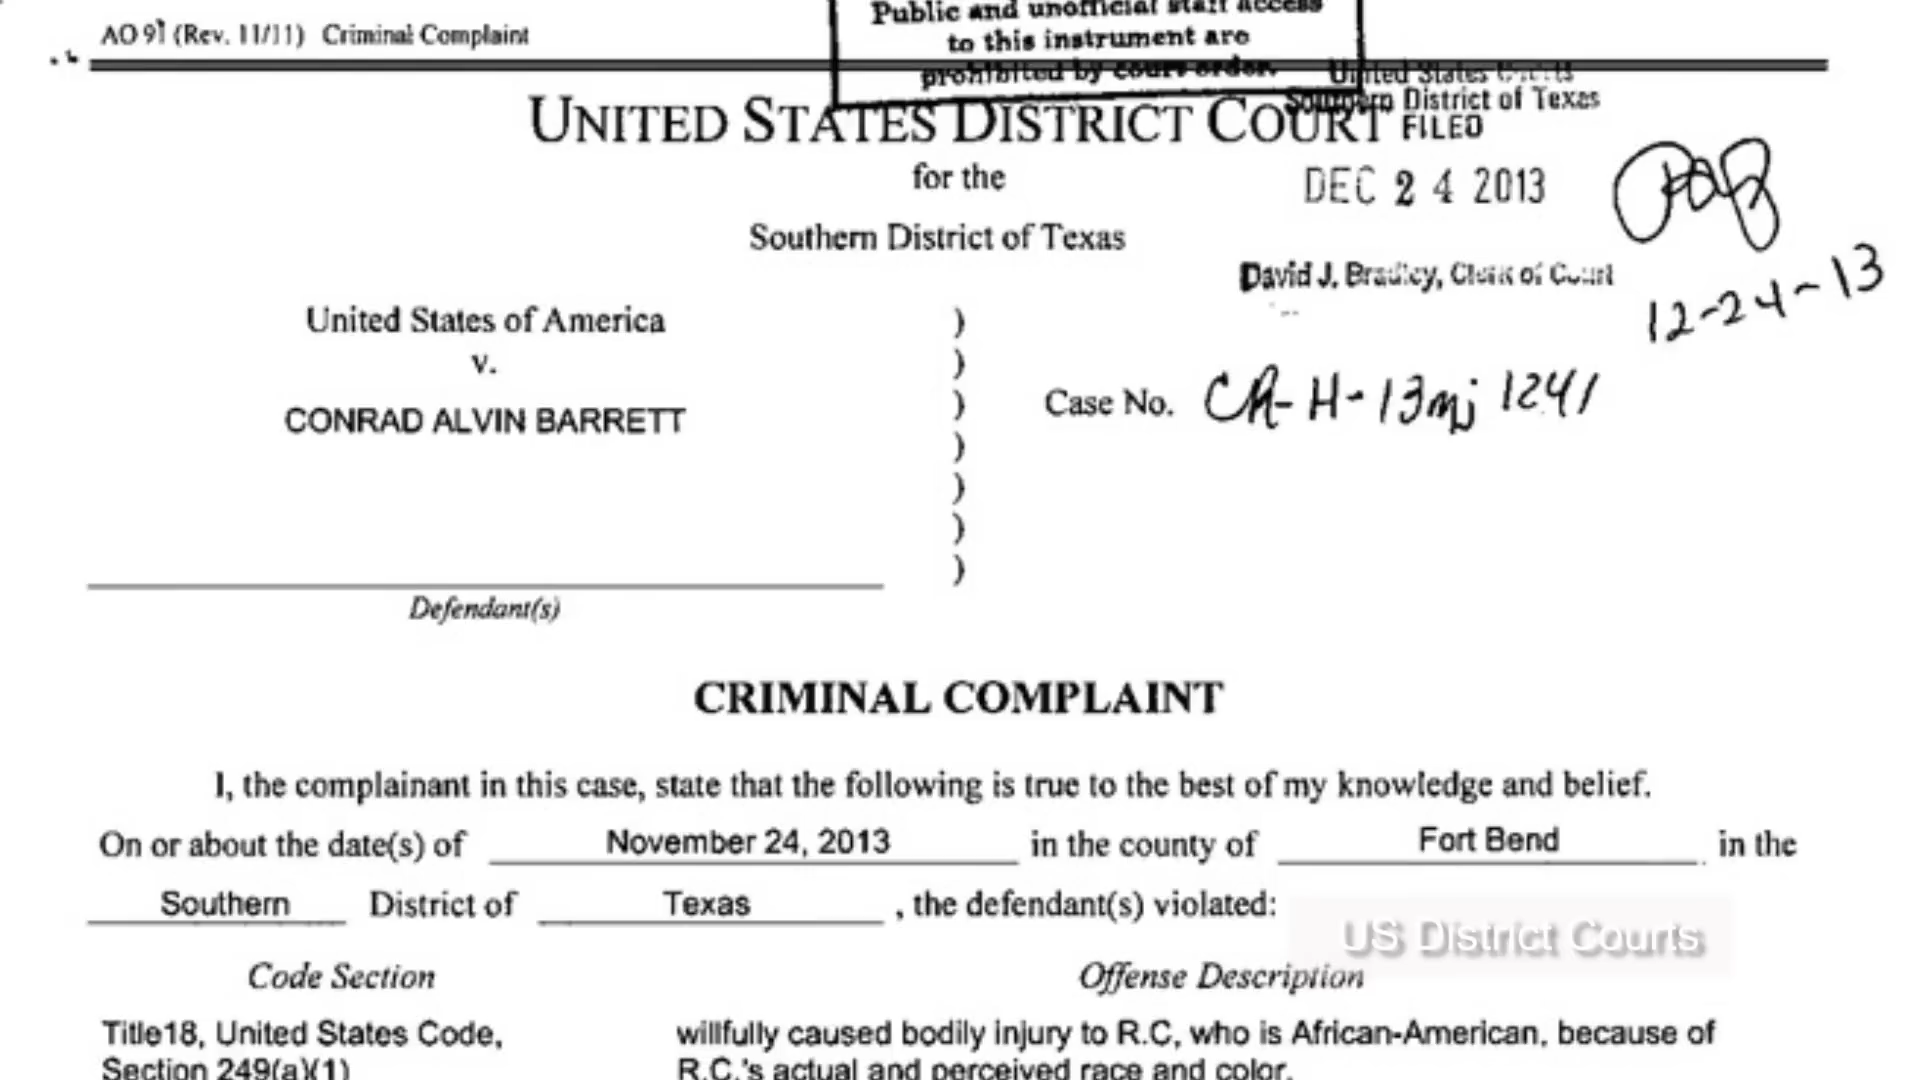 Public and unofficial staff access
to this instrument are
prohibited by court order.
AO 91 (Rev. 11/11) Criminal Complaint
United States Courts
Southern District of Texas
FILED
UNITED STATES DISTRICT COURT
for the
DEC 2 4 2013
Southern District of Texas
David J. Bradley, Clerk of Court
12-24-13
United States of America
v.
CONRAD ALVIN BARRETT
)
)
)
)
)
)
)
Case No. CR-H-13mj 1241
Defendant(s)
CRIMINAL COMPLAINT
I, the complainant in this case, state that the following is true to the best of my knowledge and belief.
On or about the date(s) of November 24, 2013 in the county of Fort Bend in the
Southern District of Texas , the defendant(s) violated:
US District Courts
Code Section Offense Description
Title18, United States Code, willfully caused bodily injury to R.C, who is African-American, because of
Section 249(a)(1) R.C.'s actual and perceived race and color.